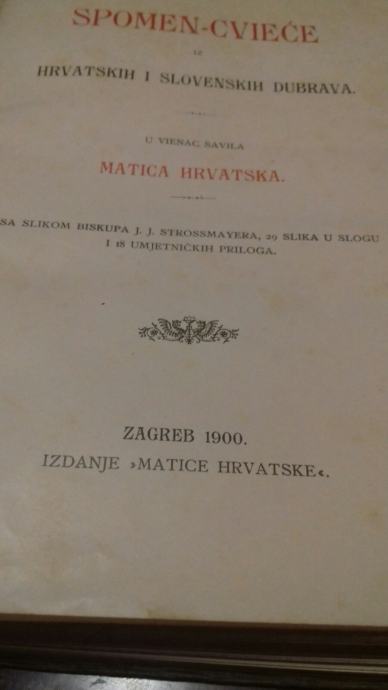 SPOMEN-CVIEĆE
IZ
HRVATSKIH I SLOVENSKIH DUBRAVA.
U VIENAC SAVILA
MATICA HRVATSKA.
SA SLIKOM BISKUPA J. J. STROSSMAYERA, 29 SLIKA U SLOGU
I 18 UMJETNIČKIH PRILOGA.
ZAGREB 1900.
IZDANJE »MATICE HRVATSKE«.